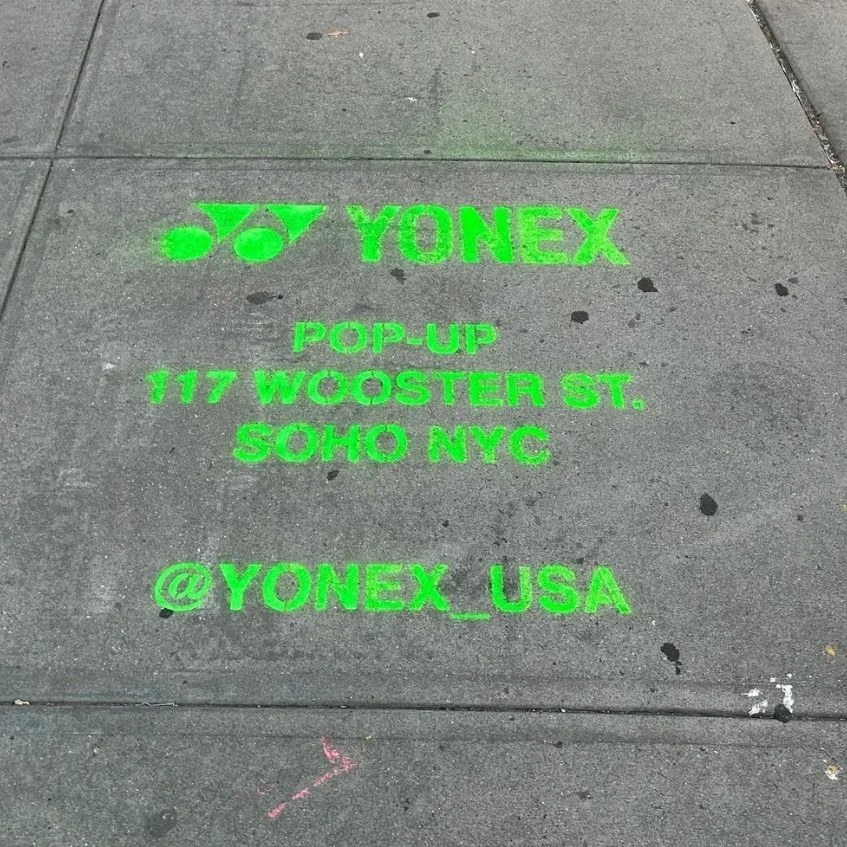 YONEX
POP-UP
117 WOOSTER ST.
SOHO NYC
@YONEX_USA